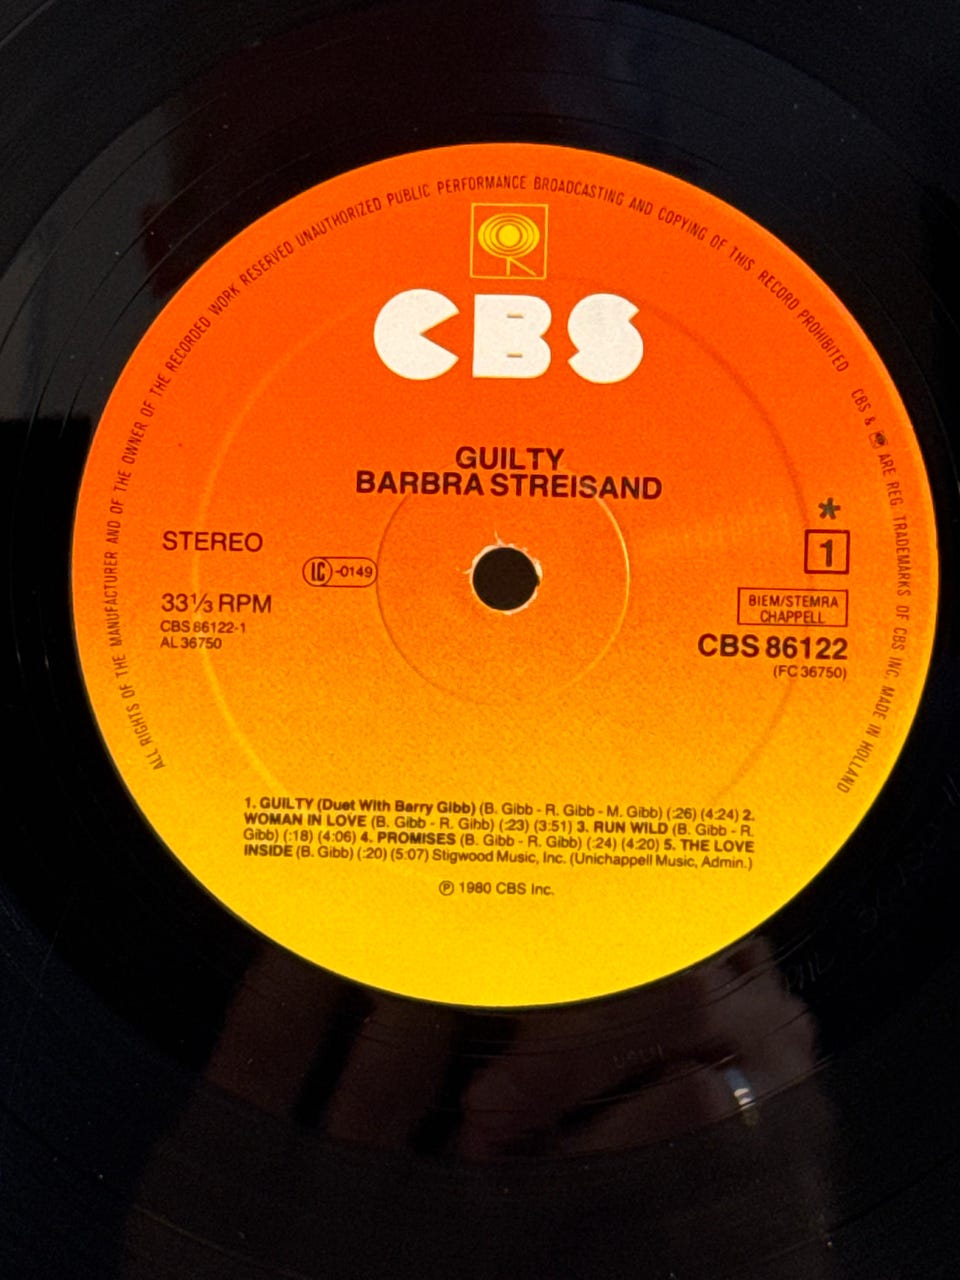 ALL RIGHTS OF THE MANUFACTURER AND OF THE OWNER OF THE RECORDED WORK RESERVED UNAUTHORIZED PUBLIC PERFORMANCE BROADCASTING AND COPYING OF THIS RECORD PROHIBITED CBS & ARE REG. TRADEMARKS OF CBS INC. MADE IN HOLLAND
CBS
GUILTY
BARBRA STREISAND
*
STEREO
1
LC -0149
33⅓ RPM
BIEM/STEMRA
CHAPPELL
CBS 86122-1
CBS 86122
AL 36750
(FC 36750)
1. GUILTY (Duet With Barry Gibb) (B. Gibb - R. Gibb - M. Gibb) (:26) (4:24) 2.
WOMAN IN LOVE (B. Gibb - R. Gibb) (:23) (3:51) 3. RUN WILD (B. Gibb - R.
Gibb) (:18) (4:06) 4. PROMISES (B. Gibb - R. Gibb) (:24) (4:20) 5. THE LOVE
INSIDE (B. Gibb) (:20) (5:07) Stigwood Music, Inc. (Unichappell Music, Admin.)
℗ 1980 CBS Inc.